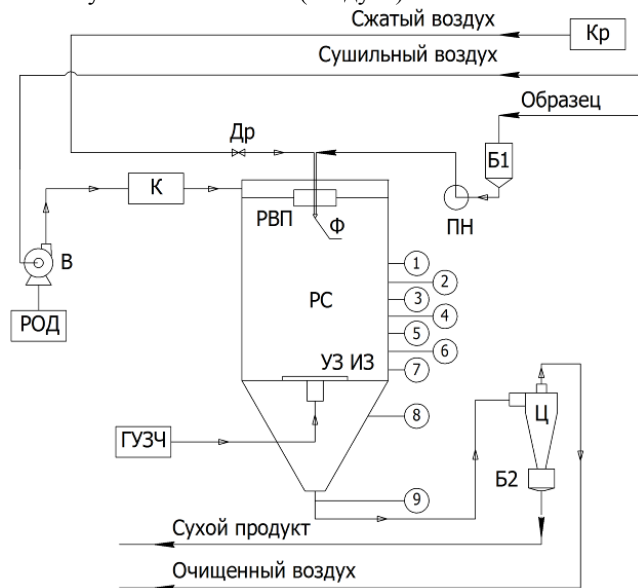 Сжатый воздух
Кр
Сушильный воздух
Образец
Др
Б1
К
РВП
Ф
ПН
В
1
2
РС
3
4
РОД
5
6
УЗ ИЗ
7
8
Ц
ГУЗЧ
Б2
9
Сухой продукт
Очищенный воздух